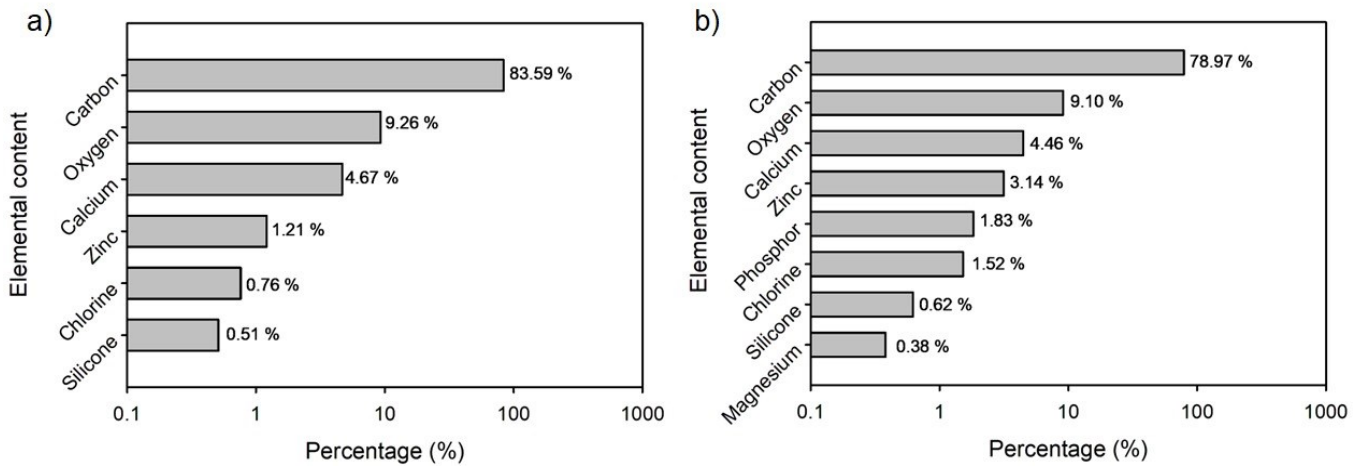 a)
Elemental content
Carbon
83.59 %
Oxygen
9.26 %
Calcium
4.67 %
Zinc
1.21 %
Chlorine
0.76 %
Silicone
0.51 %
0.1 1 10 100 1000
Percentage (%)
b)
Elemental content
Carbon
78.97 %
Oxygen
9.10 %
Calcium
4.46 %
Zinc
3.14 %
Phosphor
1.83 %
Chlorine
1.52 %
Silicone
0.62 %
Magnesium
0.38 %
0.1 1 10 100 1000
Percentage (%)